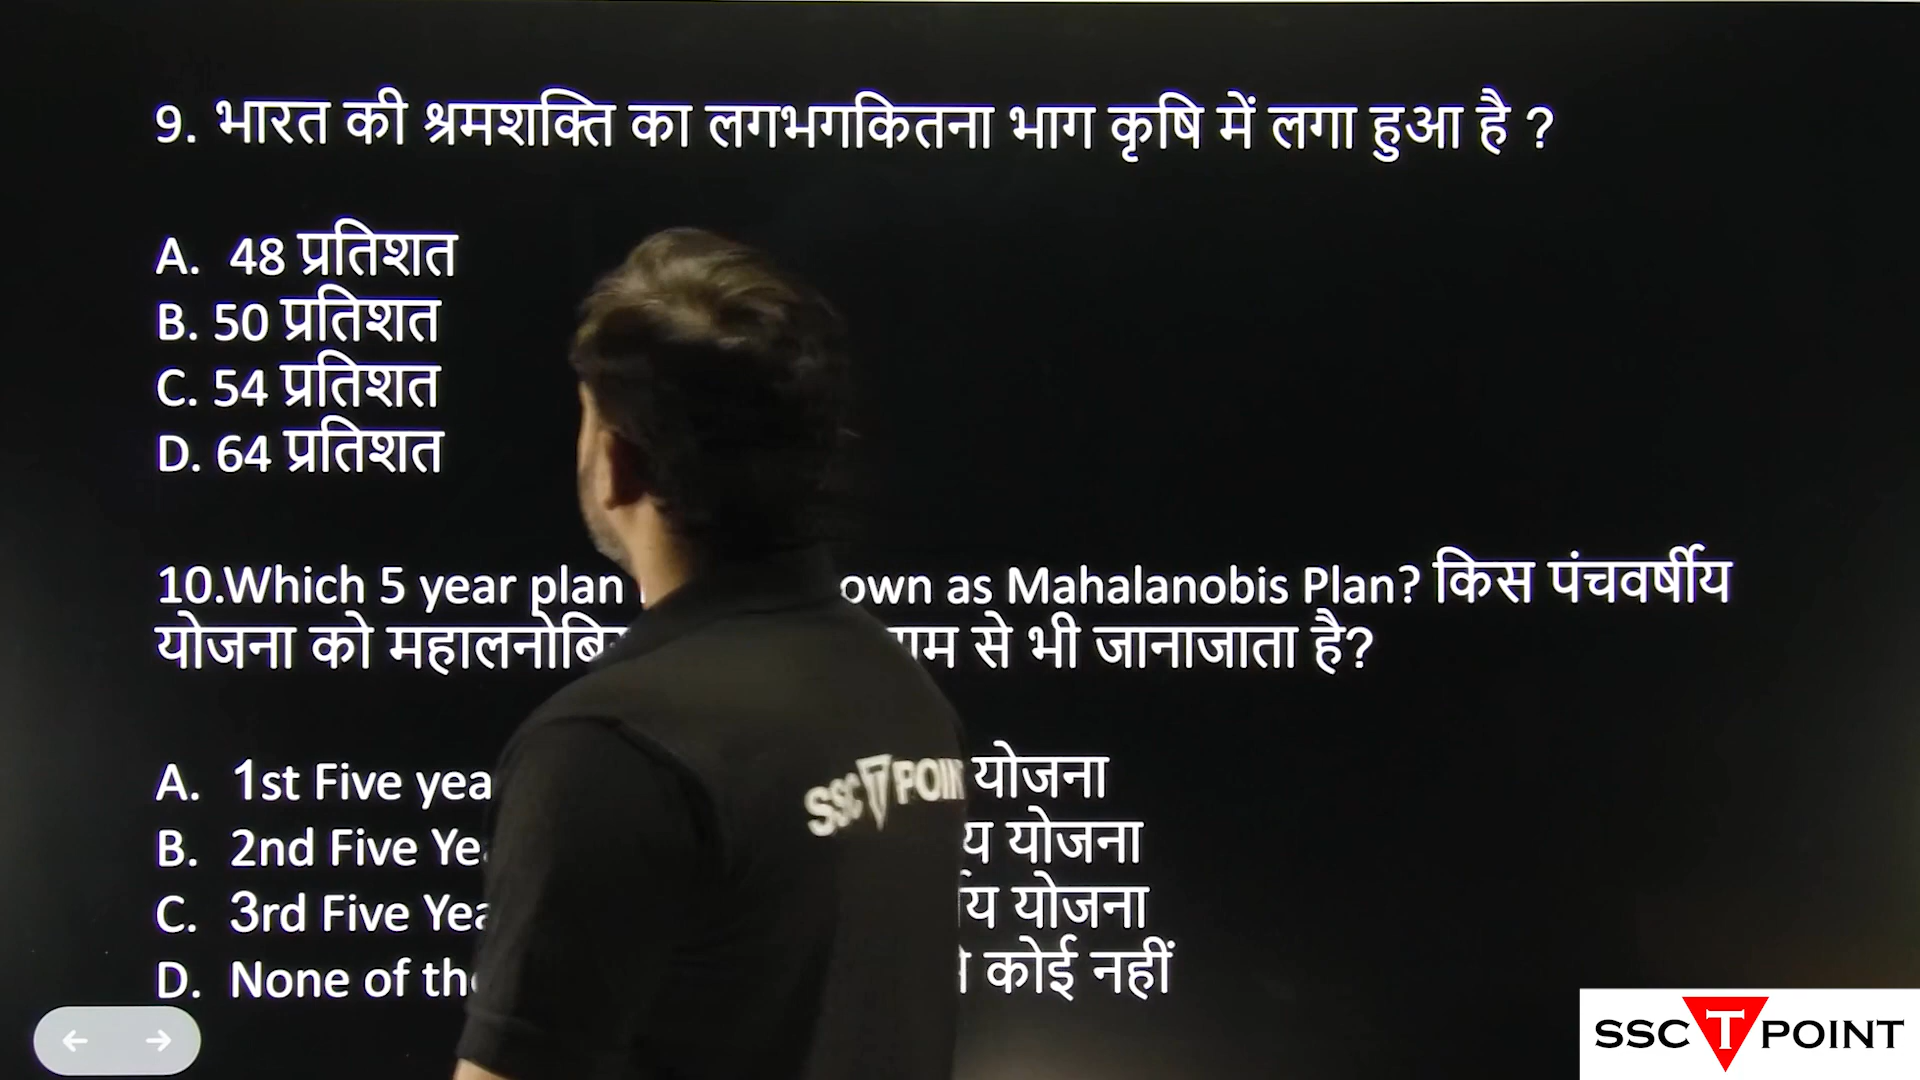 9. भारत की श्रमशक्ति का लगभगकितना भाग कृषि में लगा हुआ है ?
A. 48 प्रतिशत
B. 50 प्रतिशत
C. 54 प्रतिशत
D. 64 प्रतिशत
10.Which 5 year plan as Mahalanobis Plan? किस पंचवर्षीय
योजना को से भी जानाजाता है?
A. 1st Five योजना
B. 2nd Five योजना
C. 3rd Five योजना
D. None of कोई नहीं
SSC T POINT
SSC T POINT